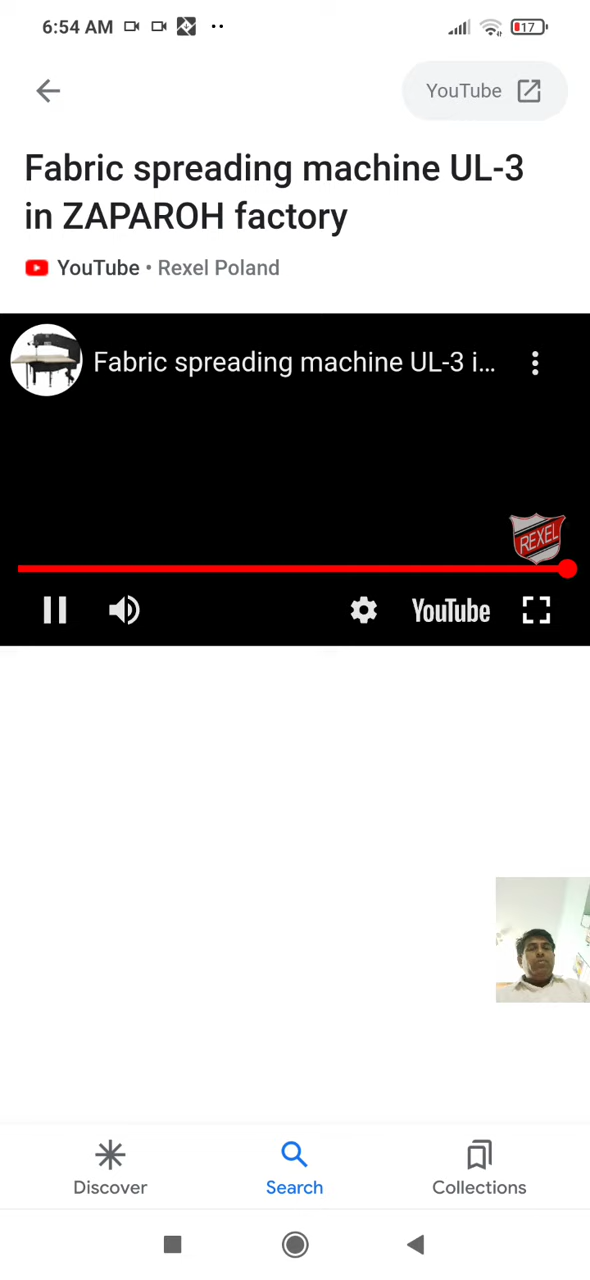 6:54 AM
17
YouTube
Fabric spreading machine UL-3
in ZAPAROH factory
YouTube • Rexel Poland
Fabric spreading machine UL-3 i...
REXEL
YouTube
Discover
Search
Collections